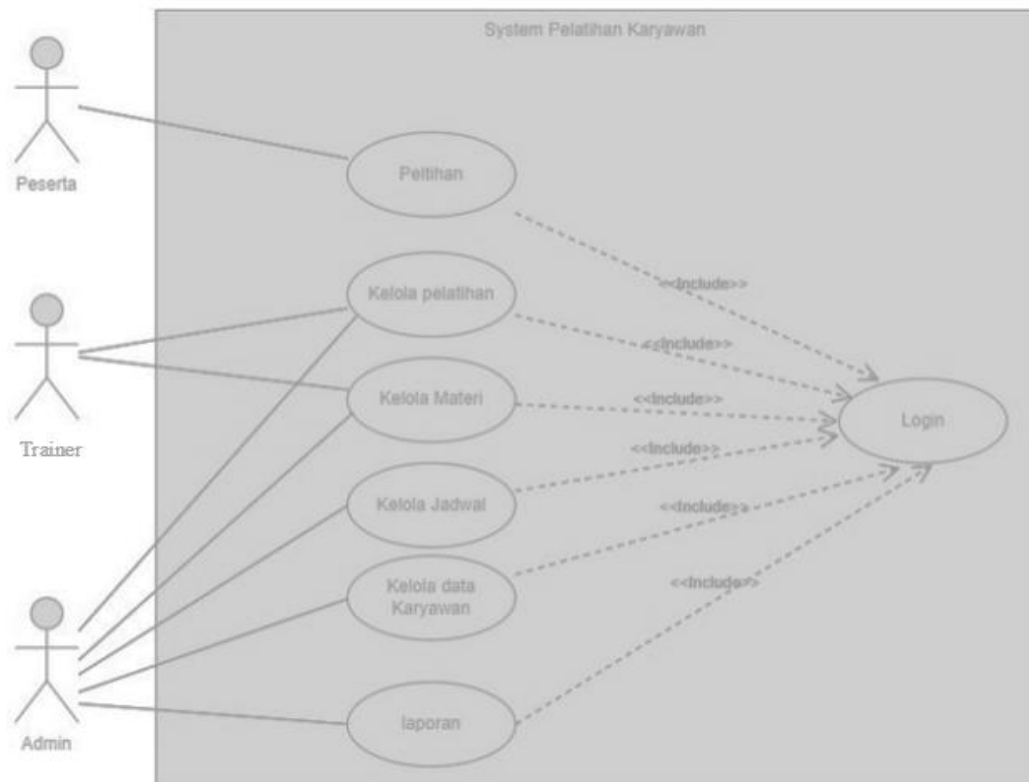 System Pelatihan Karyawan
Peltihan
Peserta
<<Include>>
Kelola pelatihan
<<Include>>
Kelola Materi
<<Include>>
Login
Trainer
<<Include>>
Kelola Jadwal
<<Include>>
Kelola data
Karyawan
<<Include>>
laporan
Admin